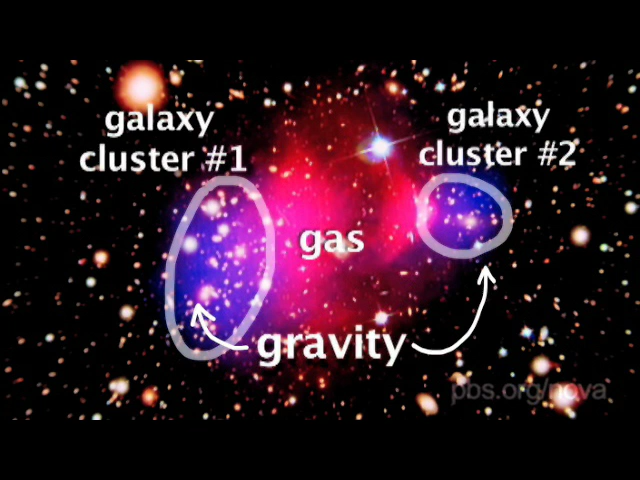 galaxy
cluster #1
galaxy
cluster #2
gas
gravity
pbs.org/nova